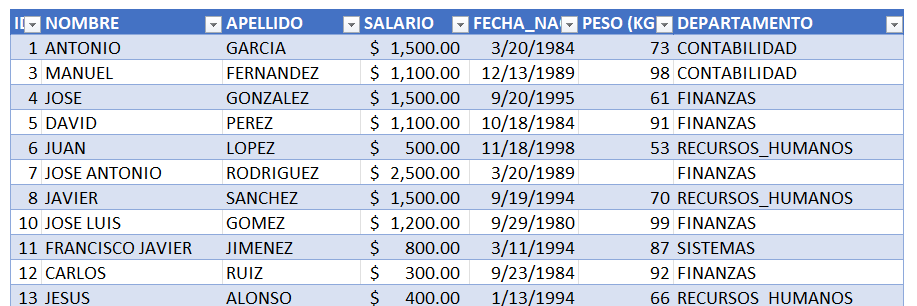 ID NOMBRE APELLIDO SALARIO FECHA_NAC PESO (KG DEPARTAMENTO
1 ANTONIO GARCIA $ 1,500.00 3/20/1984 73 CONTABILIDAD
3 MANUEL FERNANDEZ $ 1,100.00 12/13/1989 98 CONTABILIDAD
4 JOSE GONZALEZ $ 1,500.00 9/20/1995 61 FINANZAS
5 DAVID PEREZ $ 1,100.00 10/18/1984 91 FINANZAS
6 JUAN LOPEZ $ 500.00 11/18/1998 53 RECURSOS_HUMANOS
7 JOSE ANTONIO RODRIGUEZ $ 2,500.00 3/20/1989 FINANZAS
8 JAVIER SANCHEZ $ 1,500.00 9/19/1994 70 RECURSOS_HUMANOS
10 JOSE LUIS GOMEZ $ 1,200.00 9/29/1980 99 FINANZAS
11 FRANCISCO JAVIER JIMENEZ $ 800.00 3/11/1994 87 SISTEMAS
12 CARLOS RUIZ $ 300.00 9/23/1984 92 FINANZAS
13 JESUS ALONSO $ 400.00 1/13/1994 66 RECURSOS_HUMANOS